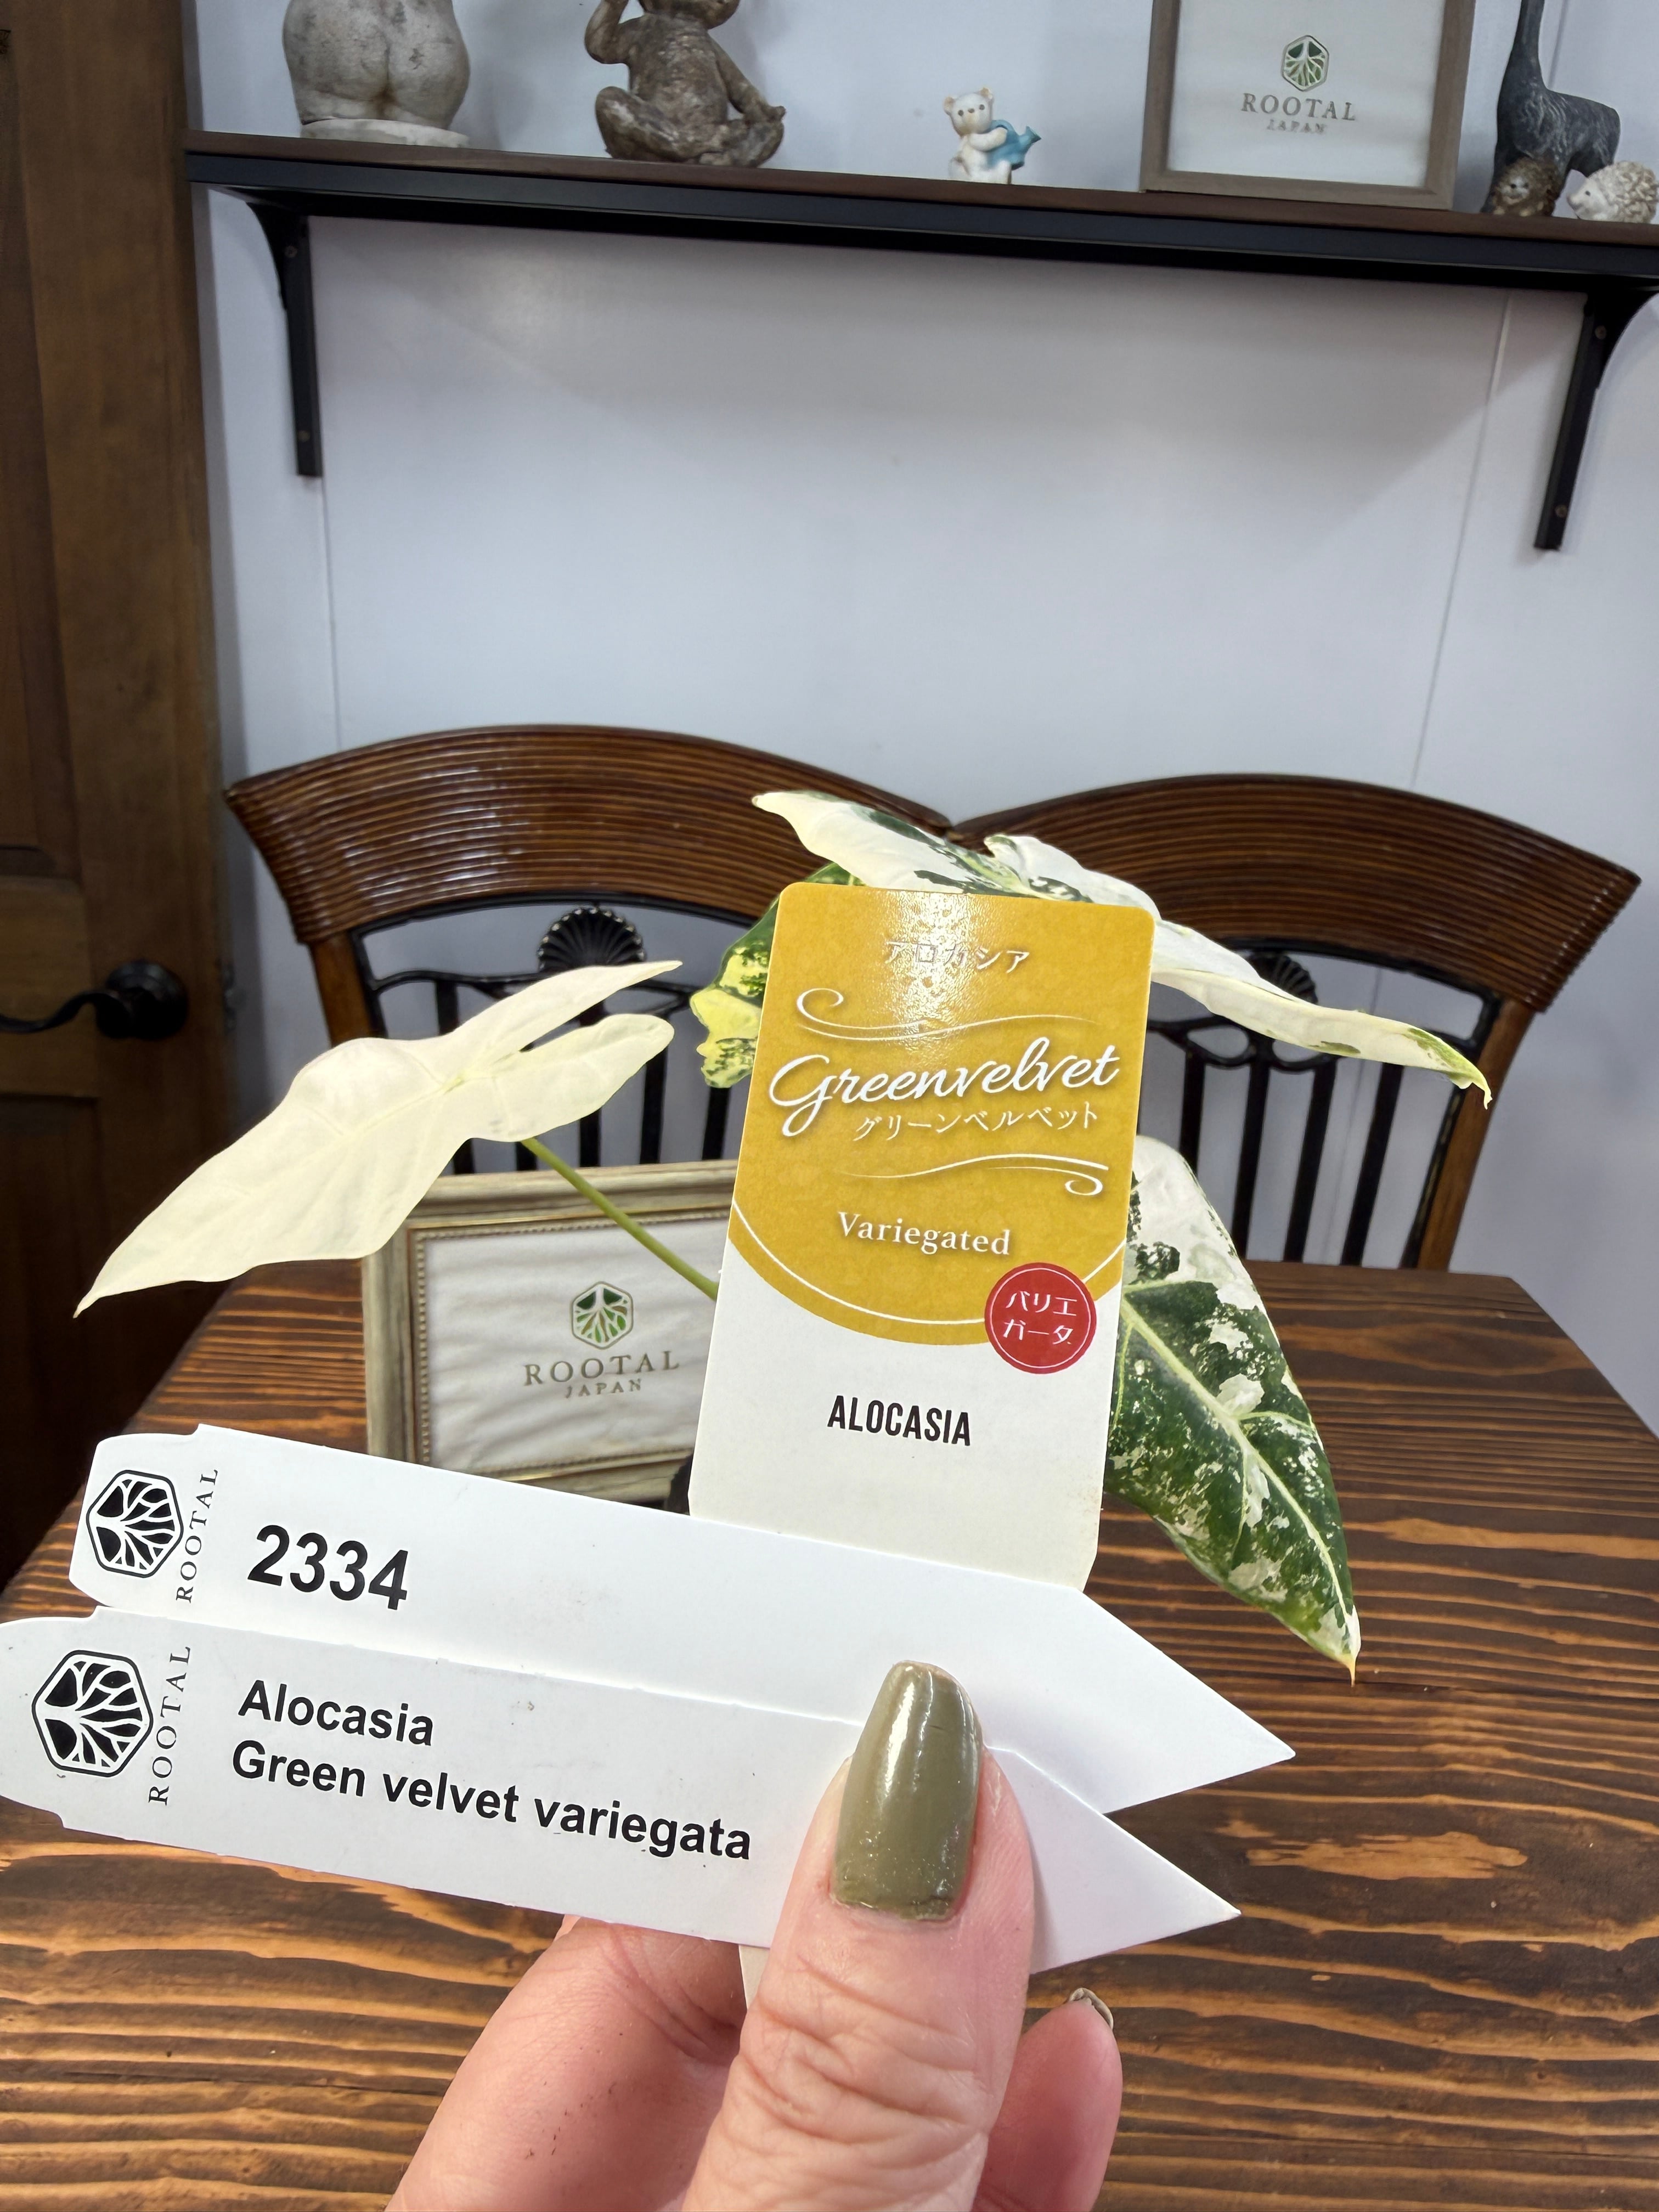 ROOTAL
JAPAN
アロカシア
Greenvelvet
グリーンベルベット
Variegated
バリエ
ガータ
ALOCASIA
ROOTAL
JAPAN
ROOTAL
2334
ROOTAL
Alocasia
Green velvet variegata